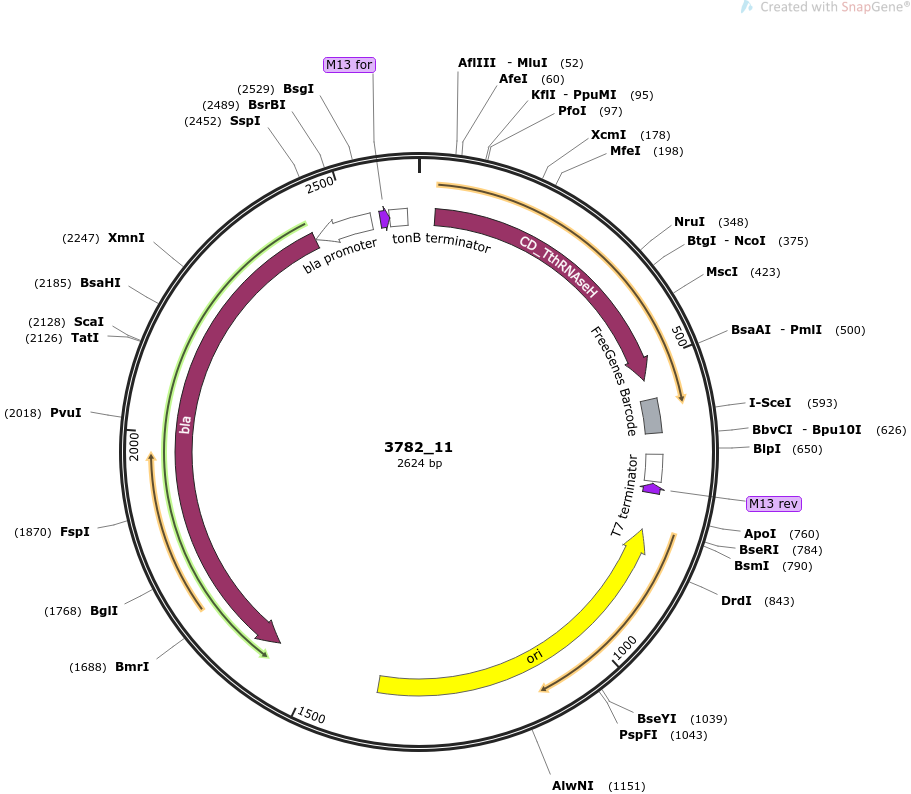 Created with SnapGene®
M13 for
(2529) BsgI
(2489) BsrBI
(2452) SspI
AflIII - MluI (52)
AfeI (60)
KflI - PpuMI (95)
PfoI (97)
XcmI (178)
MfeI (198)
2500
(2247) XmnI
(2185) BsaHI
(2128) ScaI
(2126) TatI
(2018) PvuI
2000
(1870) FspI
(1768) BglI
(1688) BmrI
1500
bla promoter
tonB terminator
CD_TthRNAseH
NruI (348)
BtgI - NcoI (375)
MscI (423)
500
BsaAI - PmlI (500)
FreeGenes Barcode
I-SceI (593)
BbvCI - Bpu10I (626)
BlpI (650)
bla
3782_11
2624 bp
T7 terminator
M13 rev
ApoI (760)
BseRI (784)
BsmI (790)
DrdI (843)
1000
ori
BseYI (1039)
PspFI (1043)
AlwNI (1151)